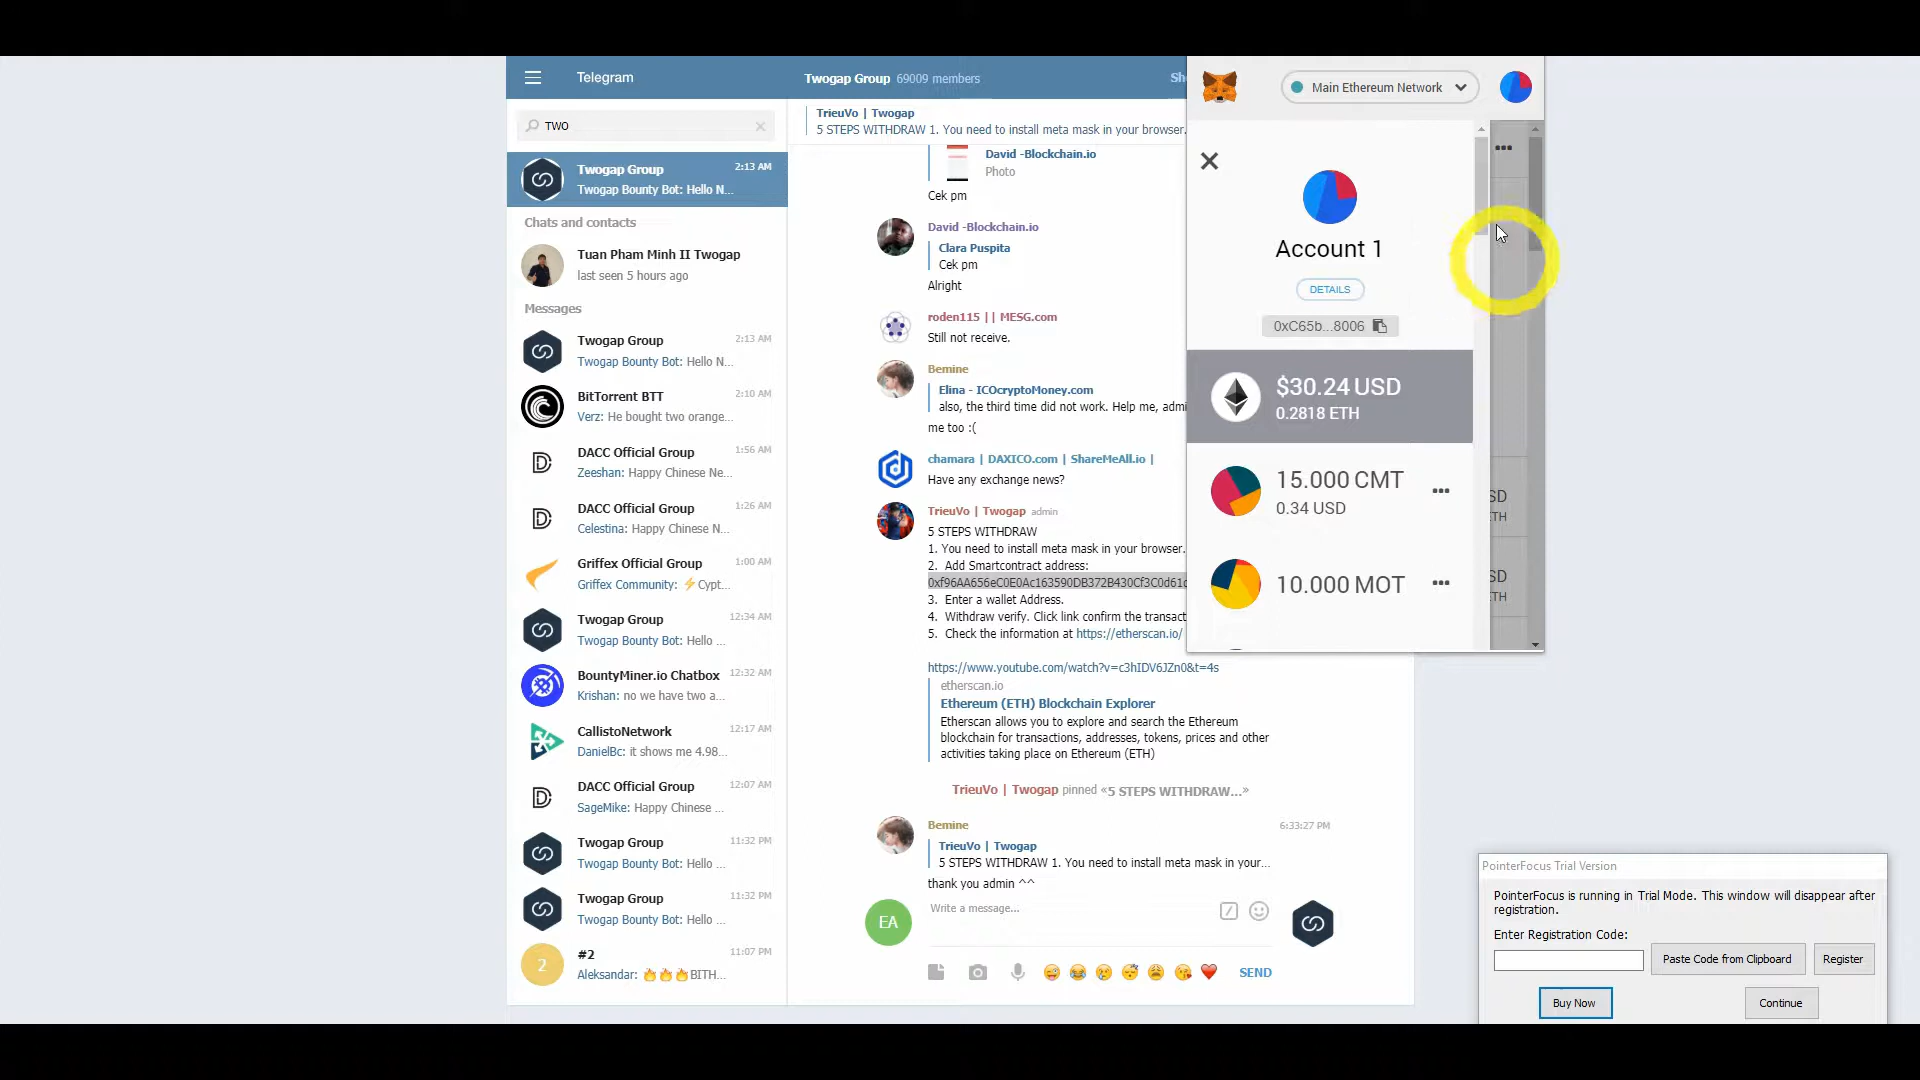 Telegram
TWO
Twogap Group 2:13 AM
Twogap Bounty Bot: Hello N...
Chats and contacts
Tuan Pham Minh II Twogap
last seen 5 hours ago
Messages
Twogap Group 2:13 AM
Twogap Bounty Bot: Hello N...
BitTorrent BTT 2:10 AM
Verz: He bought two orange...
DACC Official Group 1:56 AM
Zeeshan: Happy Chinese Ne...
DACC Official Group 1:26 AM
Celestina: Happy Chinese N...
Griffex Official Group 1:00 AM
Griffex Community: ⚡Cypt...
Twogap Group 12:34 AM
Twogap Bounty Bot: Hello ...
BountyMiner.io Chatbox 12:32 AM
Krishan: no we have two a...
CallistoNetwork 12:17 AM
DanielBc: it shows me 4.98...
DACC Official Group 12:07 AM
SageMike: Happy Chinese ...
Twogap Group 11:32 PM
Twogap Bounty Bot: Hello ...
Twogap Group 11:32 PM
Twogap Bounty Bot: Hello ...
2
#2 11:07 PM
Aleksandar: 🔥🔥🔥BITH...
Twogap Group 69009 members
TrieuVo | Twogap
5 STEPS WITHDRAW 1. You need to install meta mask in your browser.
David -Blockchain.io
Photo
Cek pm
David -Blockchain.io
Clara Puspita
Cek pm
Alright
roden115 || MESG.com
Still not receive.
Bemine
Elina - ICOcryptoMoney.com
also, the third time did not work. Help me, admi
me too :(
chamara | DAXICO.com | ShareMeAll.io |
Have any exchange news?
TrieuVo | Twogap admin
5 STEPS WITHDRAW
1. You need to install meta mask in your browser.
2. Add Smartcontract address:
0xf96AA656eC0E0Ac163590DB372B430Cf3C0d61
3. Enter a wallet Address.
4. Withdraw verify. Click link confirm the transact
5. Check the information at https://etherscan.io/
https://www.youtube.com/watch?v=c3hIDV6JZn0&t=4s
etherscan.io
Ethereum (ETH) Blockchain Explorer
Etherscan allows you to explore and search the Ethereum
blockchain for transactions, addresses, tokens, prices and other
activities taking place on Ethereum (ETH)
TrieuVo | Twogap pinned «5 STEPS WITHDRAW...»
Bemine 6:33:27 PM
TrieuVo | Twogap
5 STEPS WITHDRAW 1. You need to install meta mask in your...
thank you admin ^^
EA
Write a message...
SEND
Main Ethereum Network
Account 1
DETAILS
0xC65b...8006
$30.24 USD
0.2818 ETH
15.000 CMT
0.34 USD
10.000 MOT
SD
TH
SD
TH
PointerFocus Trial Version
PointerFocus is running in Trial Mode. This window will disappear after
registration.
Enter Registration Code:
Paste Code from Clipboard
Register
Buy Now
Continue